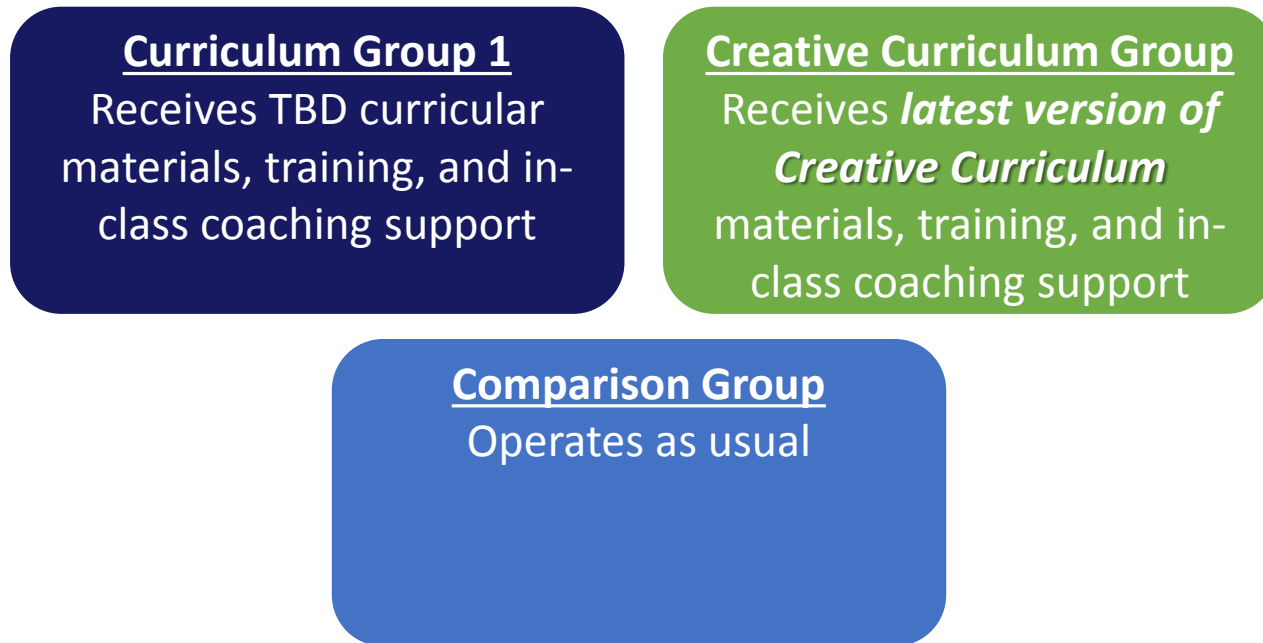 Curriculum Group 1
Receives TBD curricular
materials, training, and in-
class coaching support
Creative Curriculum Group
Receives latest version of
Creative Curriculum
materials, training, and in-
class coaching support
Comparison Group
Operates as usual